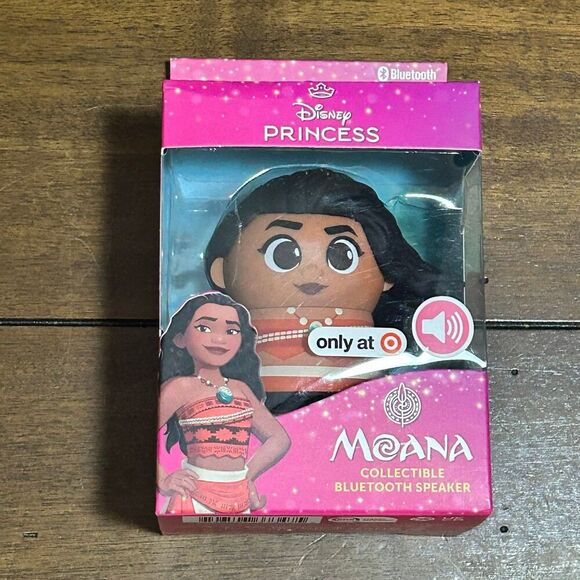 Bluetooth
Disney
PRINCESS
only at
MOANA
COLLECTIBLE
BLUETOOTH SPEAKER